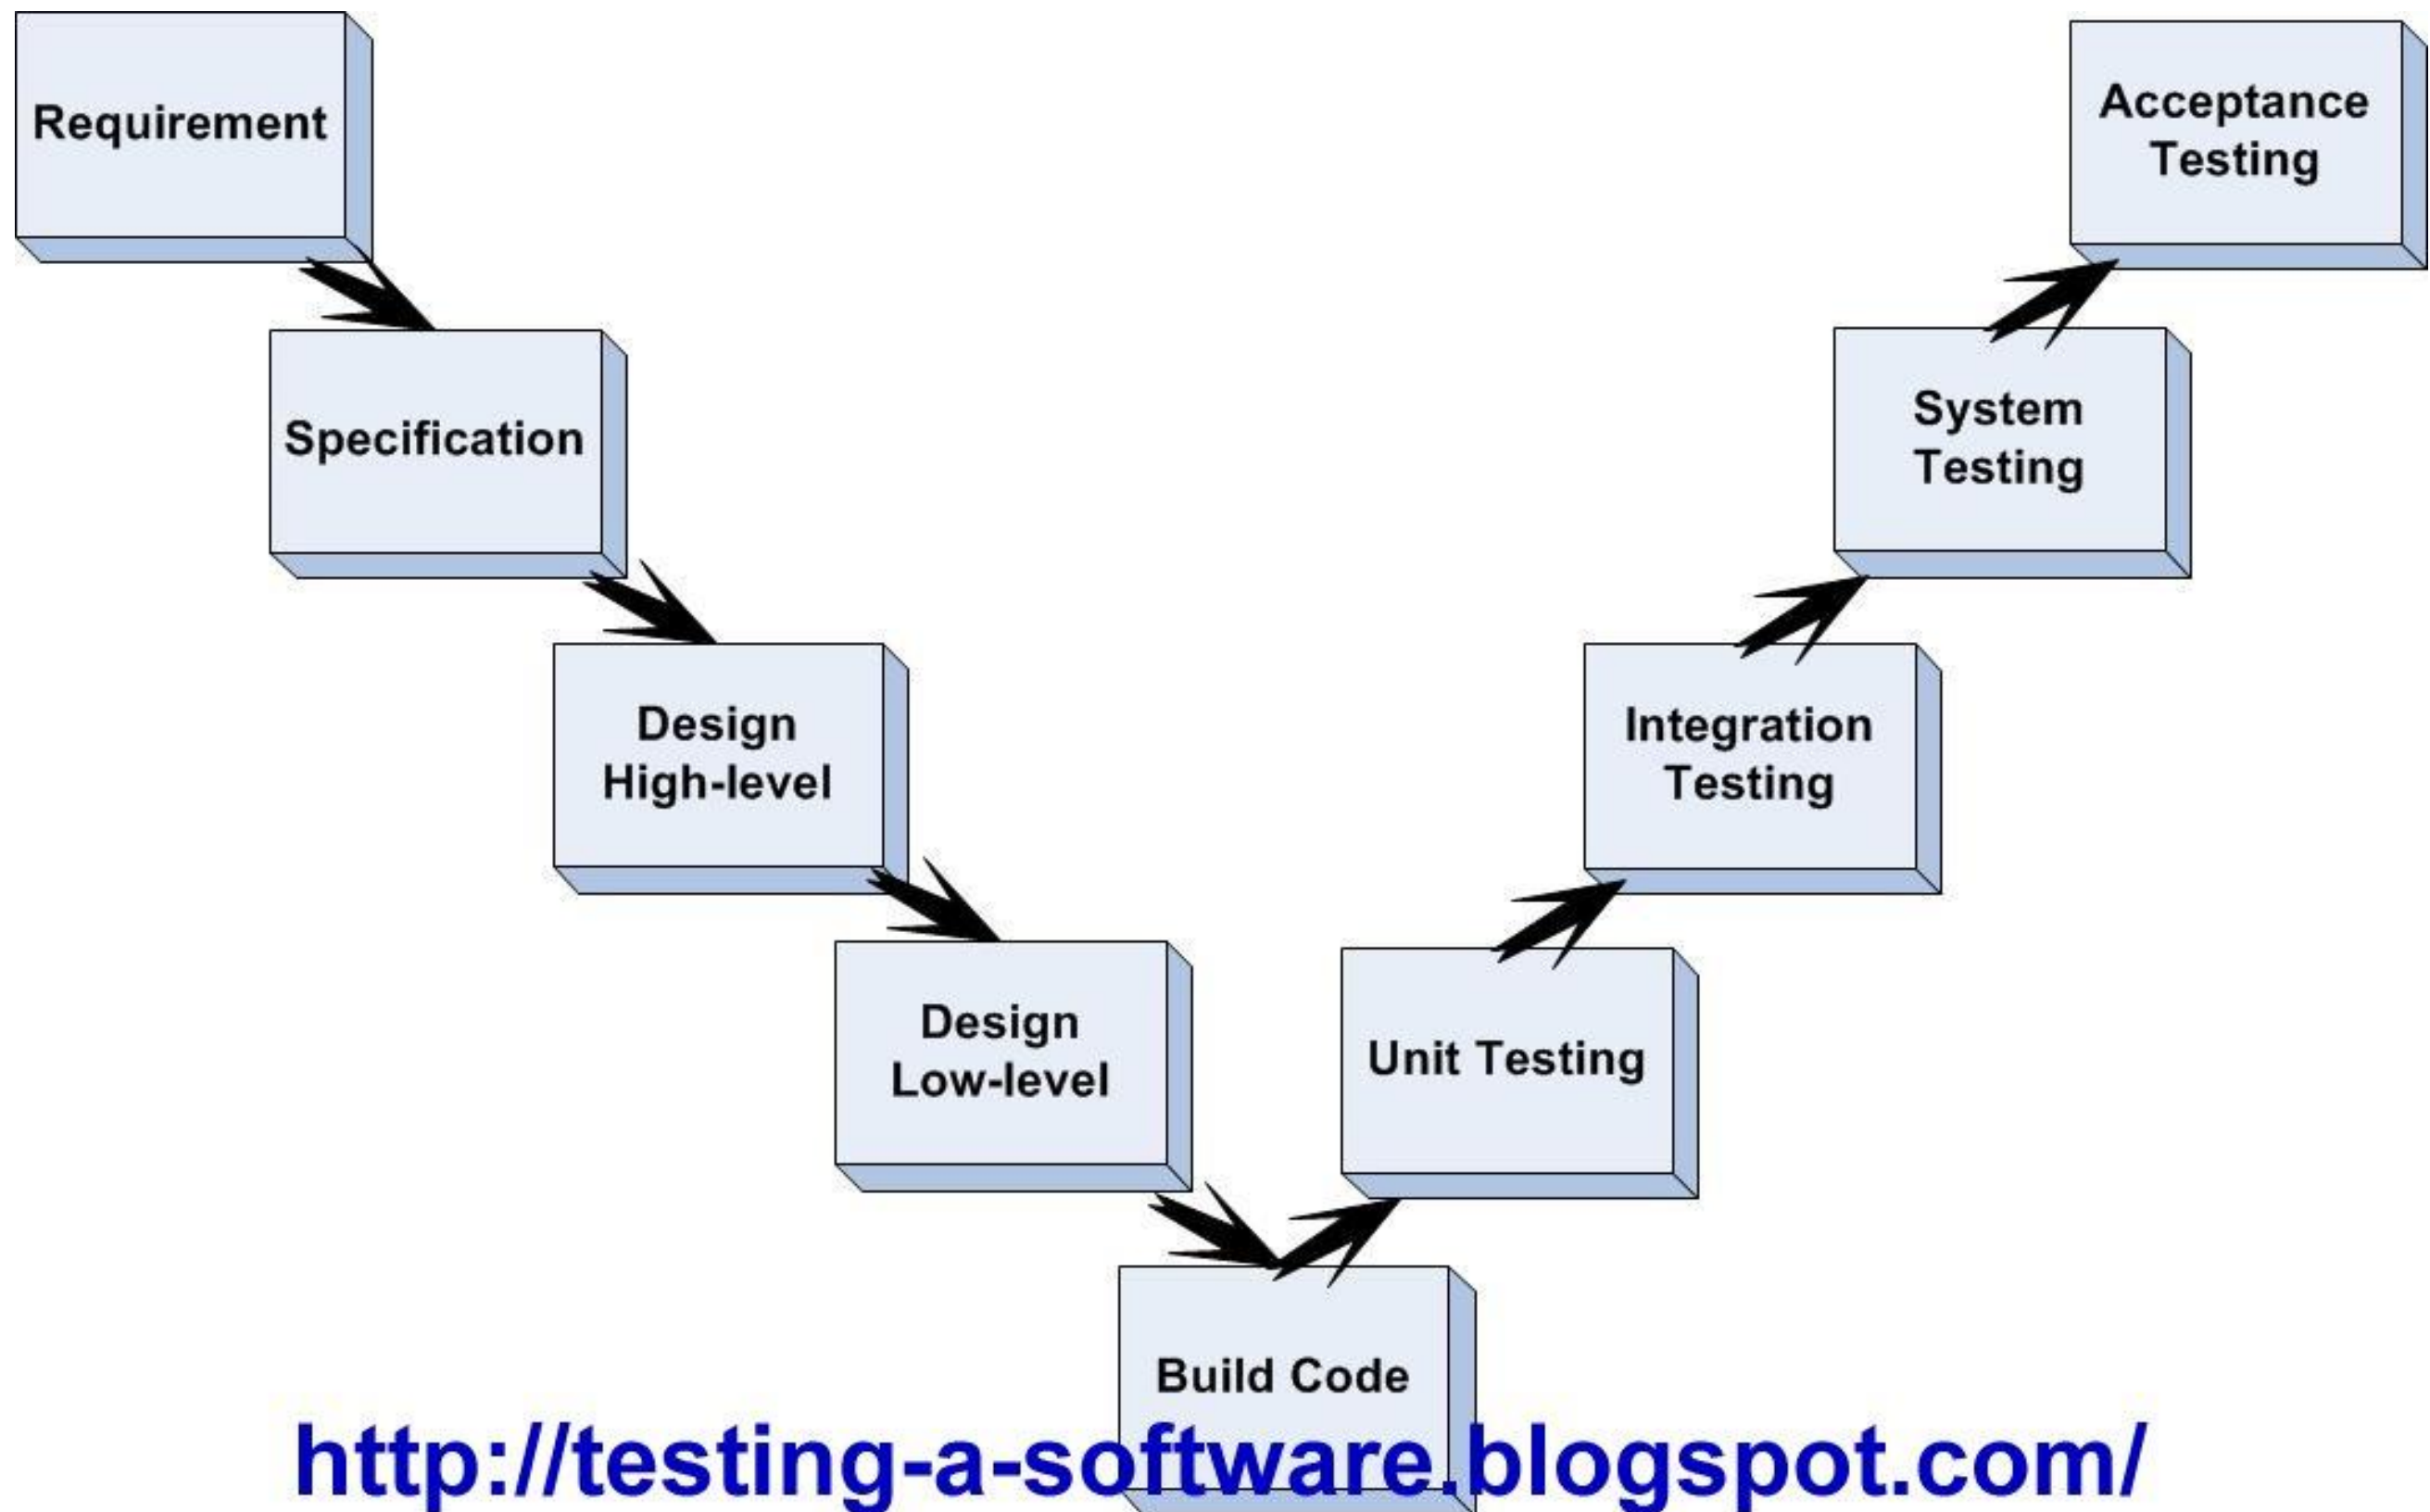 Requirement
Specification
Design
High-level
Design
Low-level
Build Code
Unit Testing
Integration
Testing
System
Testing
Acceptance
Testing
http://testing-a-software.blogspot.com/